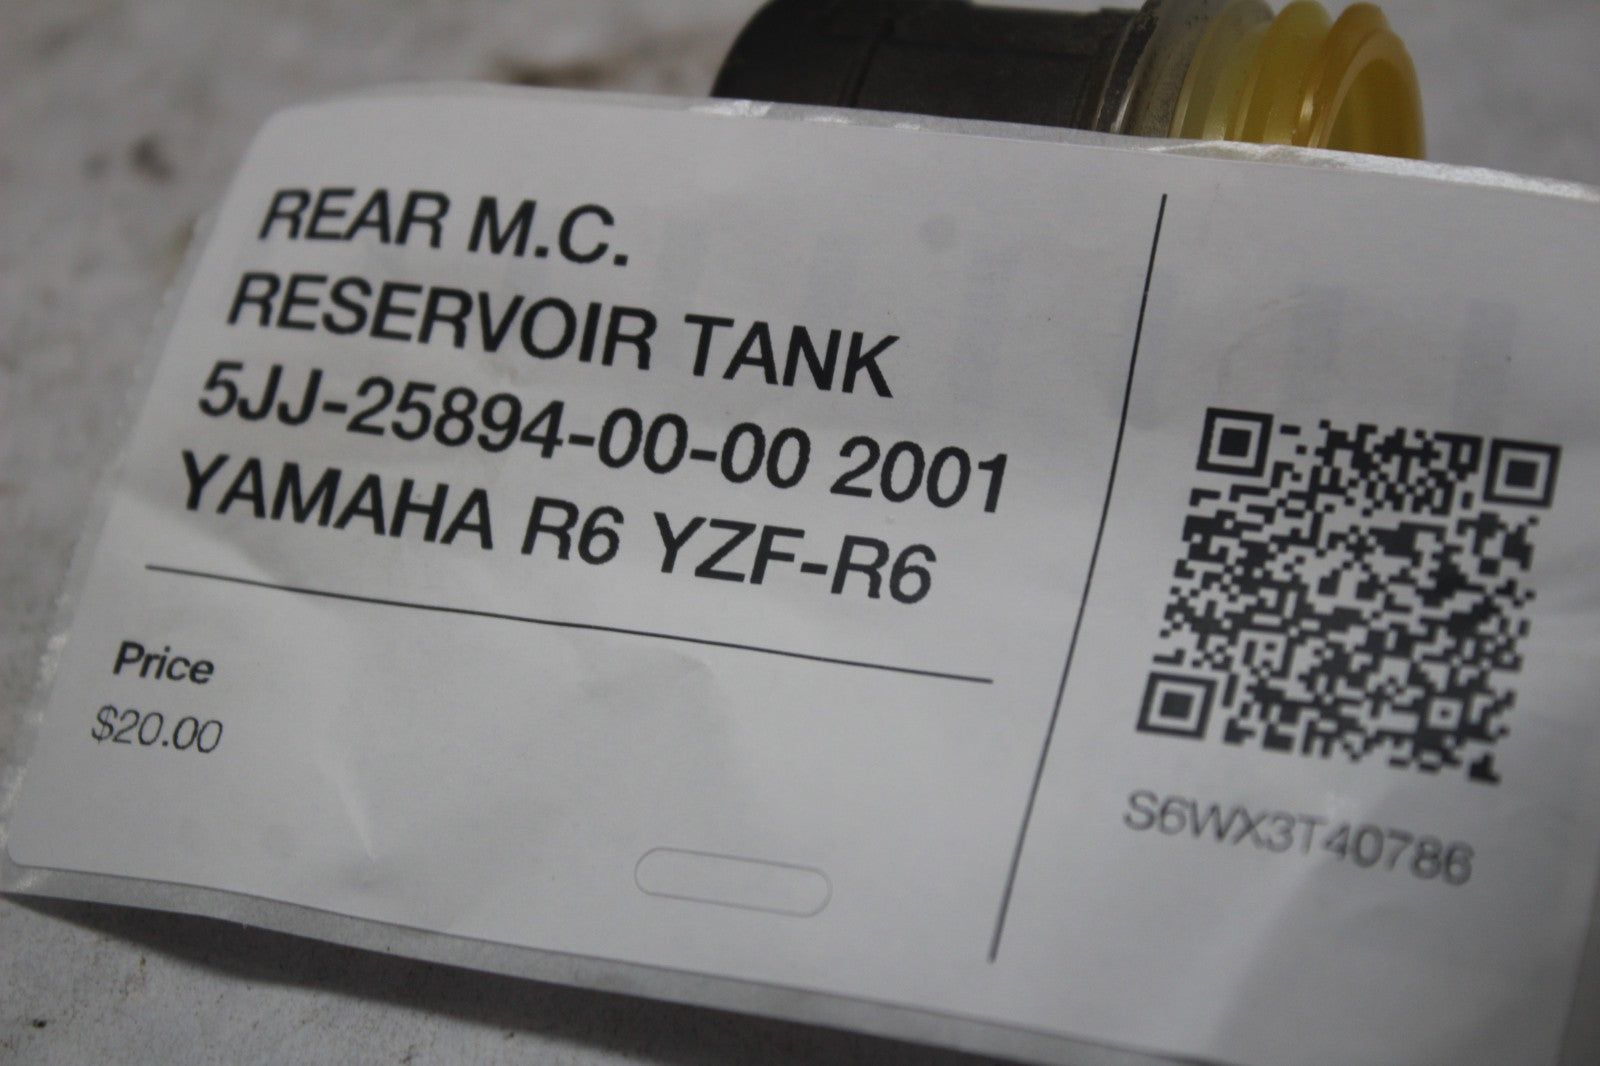 REAR M.C.
RESERVOIR TANK
5JJ-25894-00-00 2001
YAMAHA R6 YZF-R6
Price
$20.00
S6WX3T40786